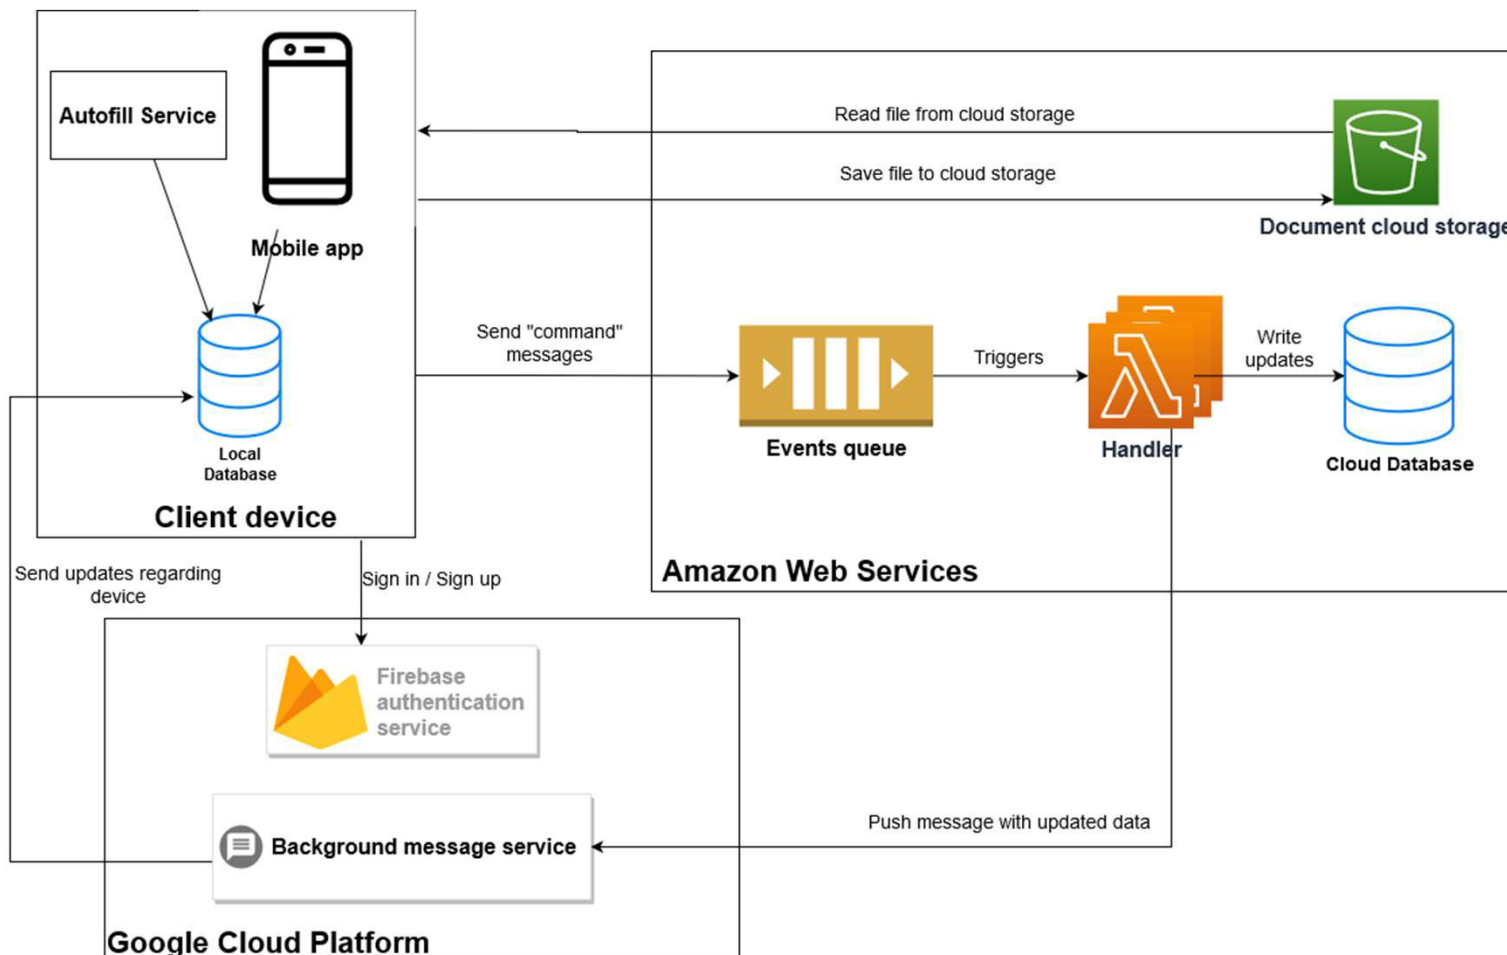 Autofill Service
Mobile app
Local
Database
Client device
Read file from cloud storage
Save file to cloud storage
Document cloud storage
Send "command"
messages
Events queue
Triggers
Handler
Write
updates
Cloud Database
Amazon Web Services
Send updates regarding
device
Sign in / Sign up
Firebase
authentication
service
Background message service
Push message with updated data
Google Cloud Platform